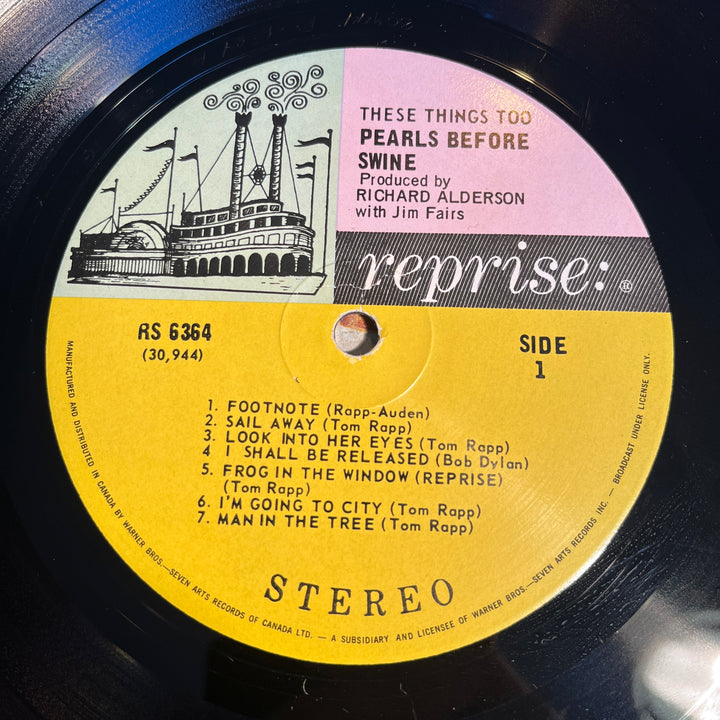 THESE THINGS TOO
PEARLS BEFORE
SWINE
Produced by
RICHARD ALDERSON
with Jim Fairs
reprise: ®
RS 6364
(30,944)
SIDE
1
1. FOOTNOTE (Rapp-Auden)
2. SAIL AWAY (Tom Rapp)
3. LOOK INTO HER EYES (Tom Rapp)
4 I SHALL BE RELEASED (Bob Dylan)
5. FROG IN THE WINDOW (REPRISE)
(Tom Rapp)
6. I'M GOING TO CITY (Tom Rapp)
7. MAN IN THE TREE (Tom Rapp)
STEREO
MANUFACTURED AND DISTRIBUTED IN CANADA BY WARNER BROS.—SEVEN ARTS RECORDS OF CANADA LTD. — A SUBSIDIARY AND LICENSEE OF WARNER BROS.—SEVEN ARTS RECORDS INC. — BROADCAST UNDER LICENSE ONLY.